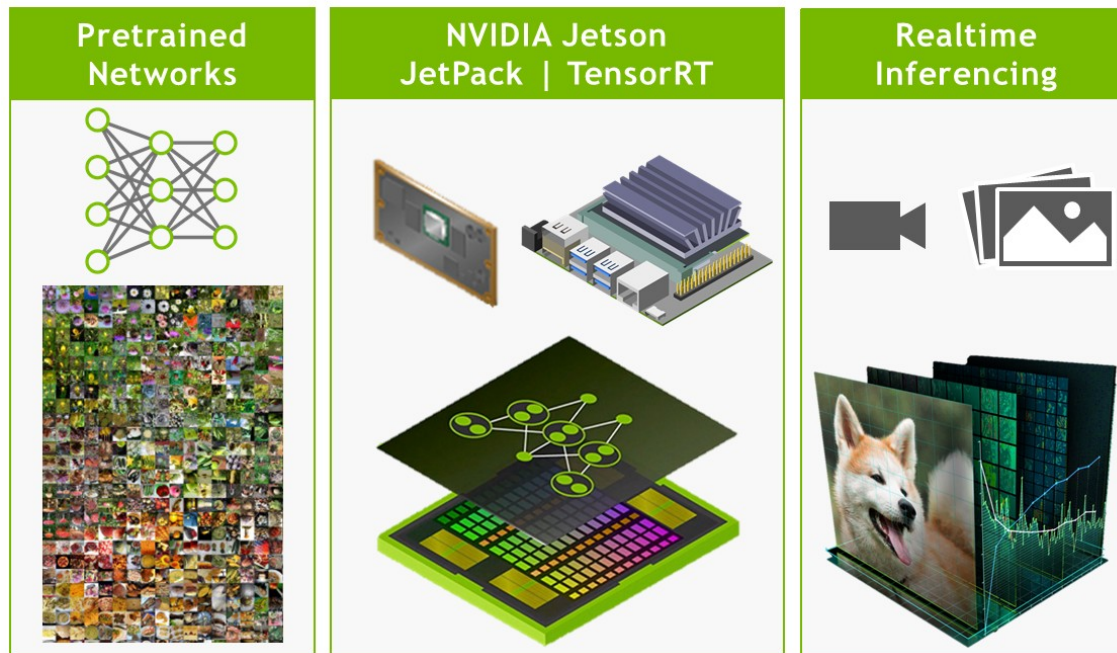 Pretrained
Networks
NVIDIA Jetson
JetPack | TensorRT
Realtime
Inferencing